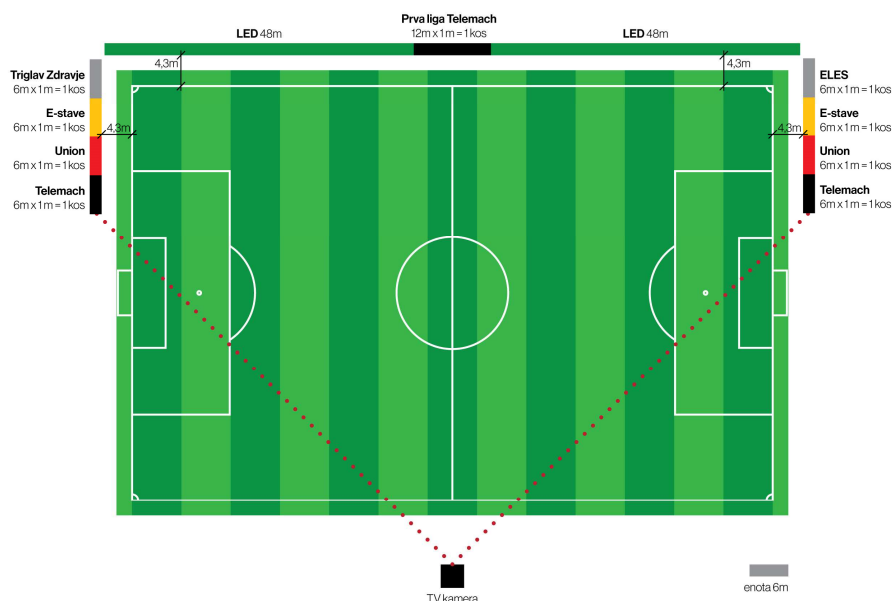 Prva liga Telemach
LED 48m
12m x 1m = 1kos
LED 48m
4,3m
4,3m
Triglav Zdravje
6m x 1m = 1kos
E-stave
6m x 1m = 1kos
4,3m
Union
6m x 1m = 1kos
Telemach
6m x 1m = 1kos
ELES
6m x 1m = 1kos
E-stave
6m x 1m = 1kos
4,3m
Union
6m x 1m = 1kos
Telemach
6m x 1m = 1kos
TV kamera
enota 6m